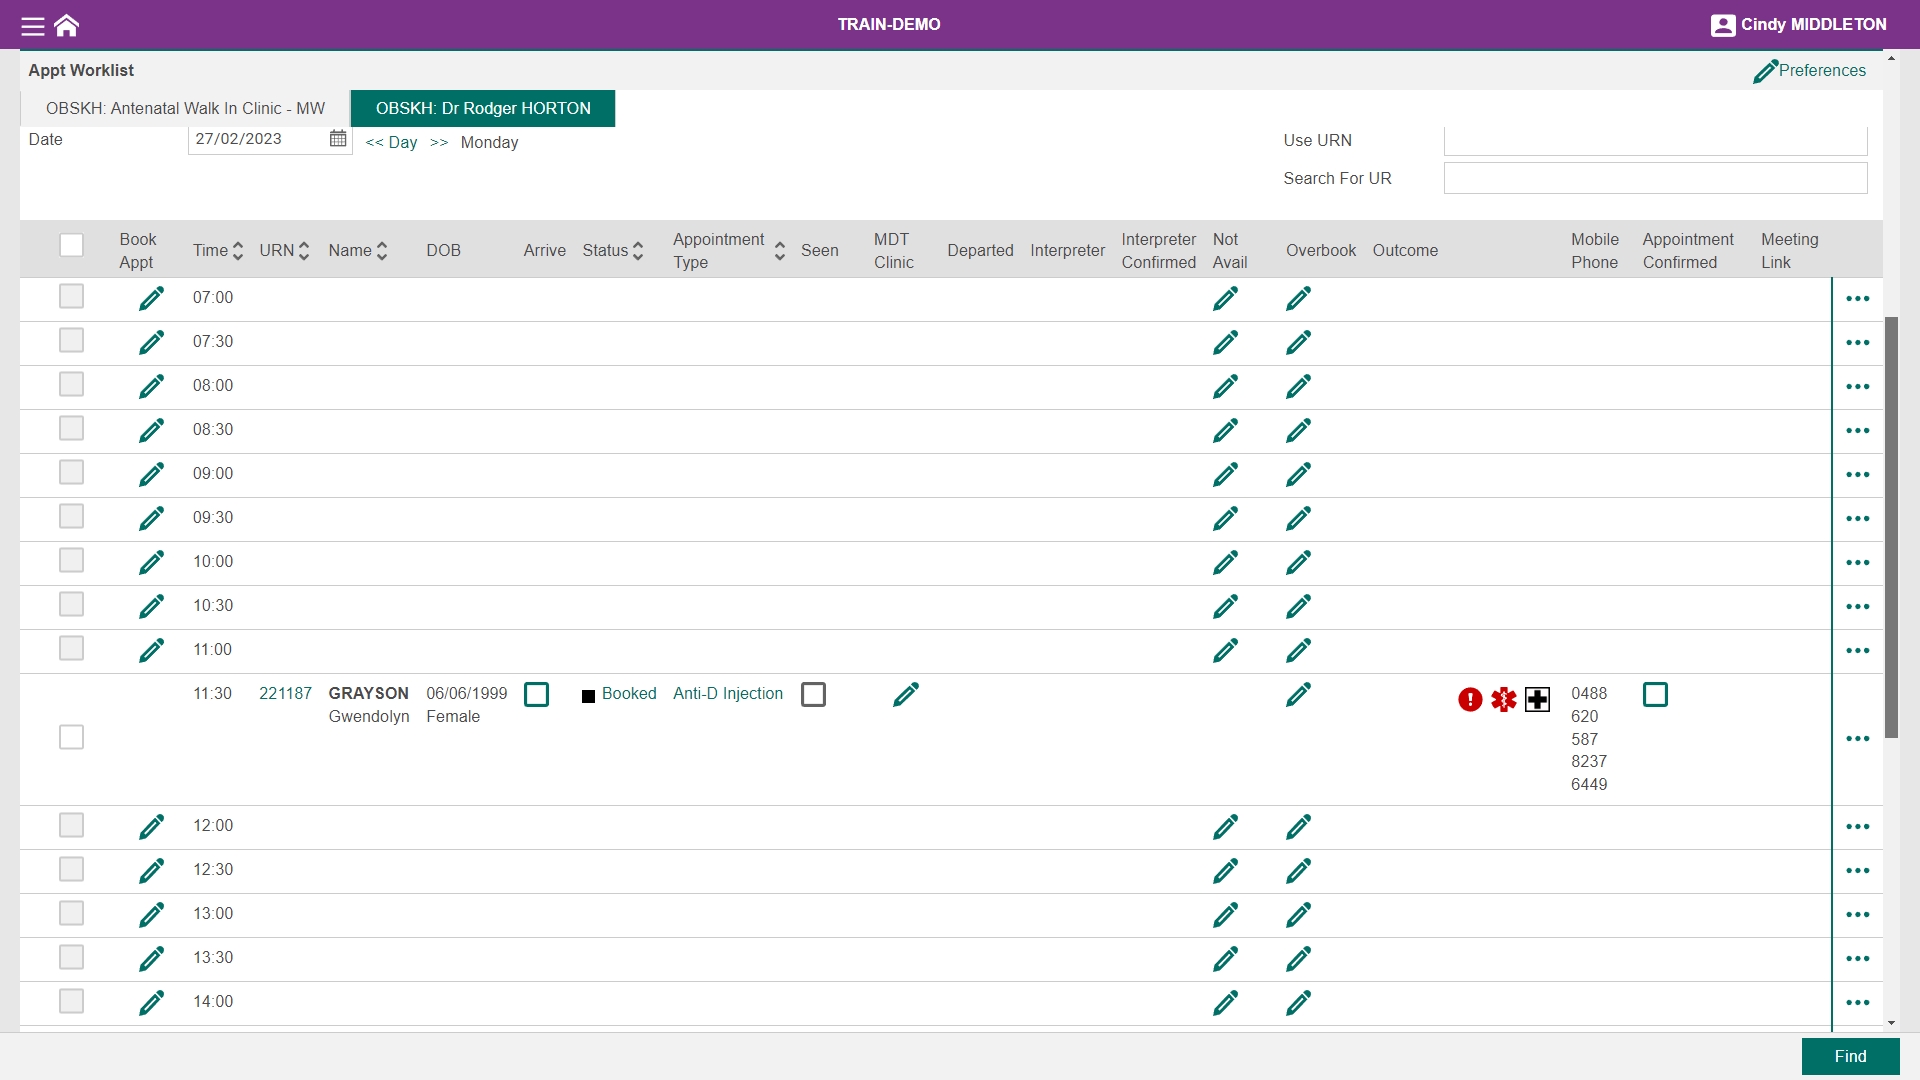 TRAIN-DEMO
Cindy MIDDLETON
Appt Worklist
Preferences
OBSKH: Antenatal Walk In Clinic - MW
OBSKH: Dr Rodger HORTON
Date
27/02/2023
<< Day >> Monday
Use URN
Search For UR
Book Appt
Time
URN
Name
DOB
Arrive
Status
Appointment Type
Seen
MDT Clinic
Departed
Interpreter
Interpreter Confirmed
Not Avail
Overbook
Outcome
Mobile Phone
Appointment Confirmed
Meeting Link
07:00
07:30
08:00
08:30
09:00
09:30
10:00
10:30
11:00
11:30 221187 GRAYSON 06/06/1999 Booked Anti-D Injection 0488
Gwendolyn Female 620
587
8237
6449
12:00
12:30
13:00
13:30
14:00
Find